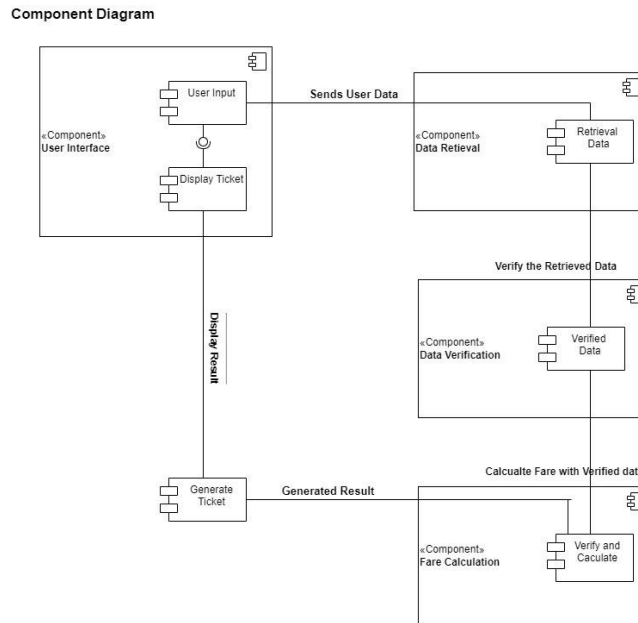 Component Diagram
User Input
Sends User Data
«Component»
User Interface
«Component»
Data Retieval
Retrieval
Data
Display Ticket
Verify the Retrieved Data
Display Result
«Component»
Data Verification
Verified
Data
Calcualte Fare with Verified dat
Generate
Ticket
Generated Result
«Component»
Fare Calculation
Verify and
Caculate